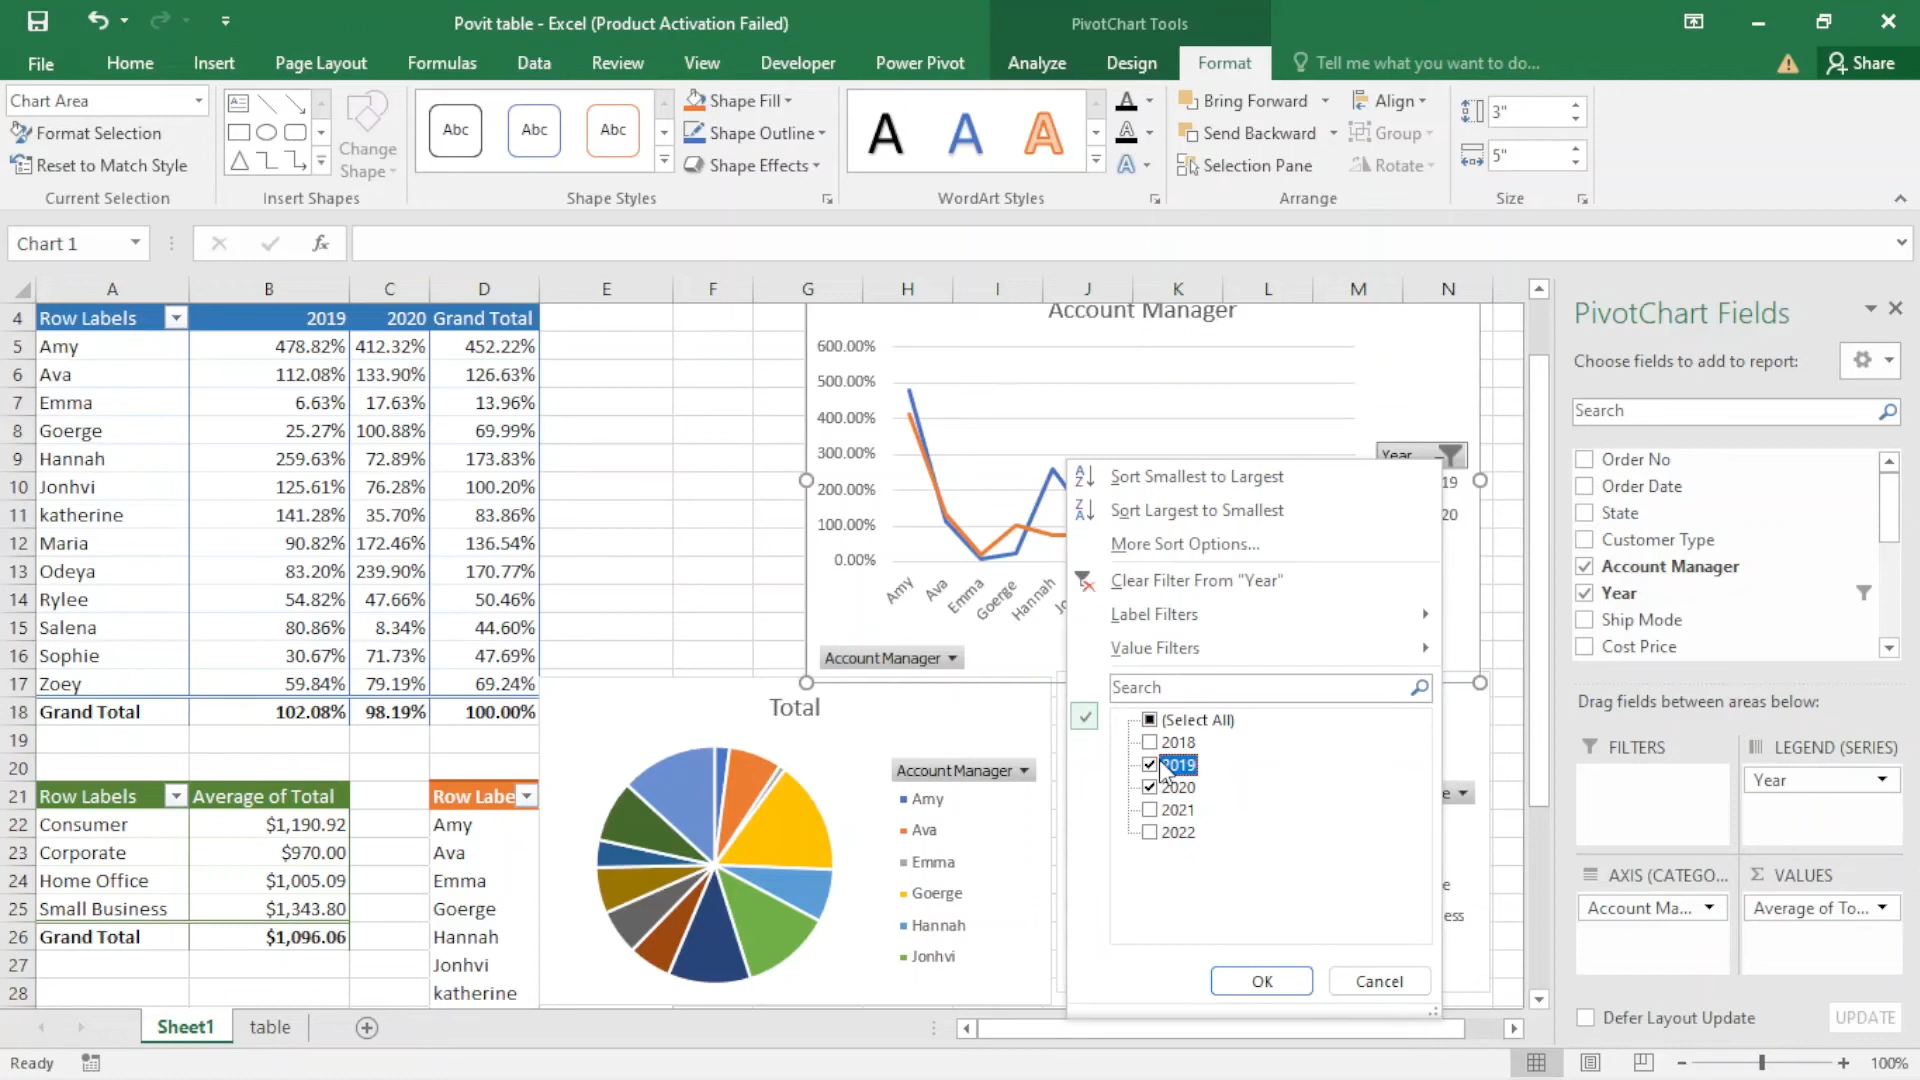 Povit table - Excel (Product Activation Failed)
PivotChart Tools
File Home Insert Page Layout Formulas Data Review View Developer Power Pivot Analyze Design Format Tell me what you want to do... Share
Chart Area
Format Selection
Reset to Match Style
Current Selection
Change
Shape
Insert Shapes
Abc Abc Abc
Shape Fill
Shape Outline
Shape Effects
Shape Styles
A A A
WordArt Styles
Bring Forward
Send Backward
Selection Pane
Align
Group
Rotate
Arrange
3"
5"
Size
Chart 1
fx
A B C D E F G H I J K L M N
4 Row Labels 2019 2020 Grand Total
5 Amy 478.82% 412.32% 452.22%
6 Ava 112.08% 133.90% 126.63%
7 Emma 6.63% 17.63% 13.96%
8 Goerge 25.27% 100.88% 69.99%
9 Hannah 259.63% 72.89% 173.83%
10 Jonhvi 125.61% 76.28% 100.20%
11 katherine 141.28% 35.70% 83.86%
12 Maria 90.82% 172.46% 136.54%
13 Odeya 83.20% 239.90% 170.77%
14 Rylee 54.82% 47.66% 50.46%
15 Salena 80.86% 8.34% 44.60%
16 Sophie 30.67% 71.73% 47.69%
17 Zoey 59.84% 79.19% 69.24%
18 Grand Total 102.08% 98.19% 100.00%
19
20
21 Row Labels Average of Total Row Labe
22 Consumer $1,190.92 Amy
23 Corporate $970.00 Ava
24 Home Office $1,005.09 Emma
25 Small Business $1,343.80 Goerge
26 Grand Total $1,096.06 Hannah
27 Jonhvi
28 katherine
Account Manager
600.00%
500.00%
400.00%
300.00%
200.00%
100.00%
0.00%
Amy Ava Emma Goerge Hannah Jo
Year
19
20
Account Manager
Total
Account Manager
Amy
Ava
Emma
Goerge
Hannah
Jonhvi
Sort Smallest to Largest
Sort Largest to Smallest
More Sort Options...
Clear Filter From "Year"
Label Filters
Value Filters
Search
(Select All)
2018
2019
2020
2021
2022
OK Cancel
e
e
ess
PivotChart Fields
Choose fields to add to report:
Search
Order No
Order Date
State
Customer Type
Account Manager
Year
Ship Mode
Cost Price
Drag fields between areas below:
FILTERS
LEGEND (SERIES)
Year
AXIS (CATEGO...
Account Ma...
Σ VALUES
Average of To...
Defer Layout Update UPDATE
Sheet1 table
Ready
100%